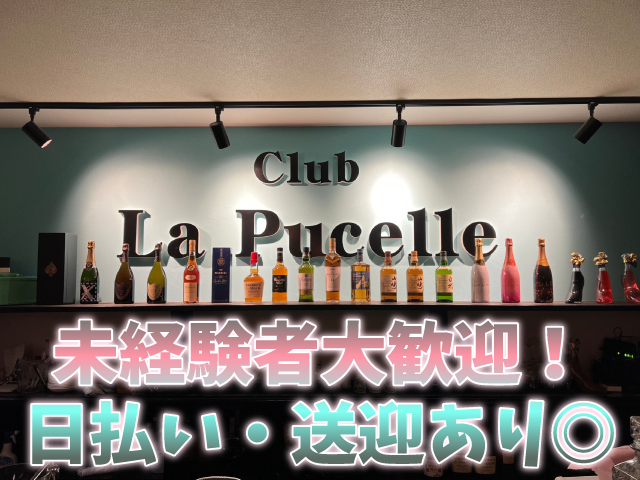 Club
La Pucelle
未経験者大歓迎！
日払い・送迎あり◎